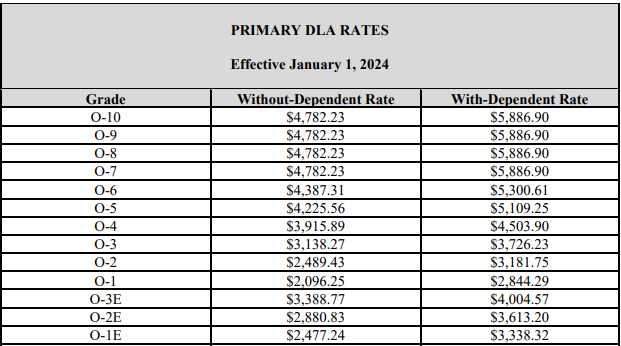 PRIMARY DLA RATES
Effective January 1, 2024
Grade Without-Dependent Rate With-Dependent Rate
O-10 $4,782.23 $5,886.90
O-9 $4,782.23 $5,886.90
O-8 $4,782.23 $5,886.90
O-7 $4,782.23 $5,886.90
O-6 $4,387.31 $5,300.61
O-5 $4,225.56 $5,109.25
O-4 $3,915.89 $4,503.90
O-3 $3,138.27 $3,726.23
O-2 $2,489.43 $3,181.75
O-1 $2,096.25 $2,844.29
O-3E $3,388.77 $4,004.57
O-2E $2,880.83 $3,613.20
O-1E $2,477.24 $3,338.32